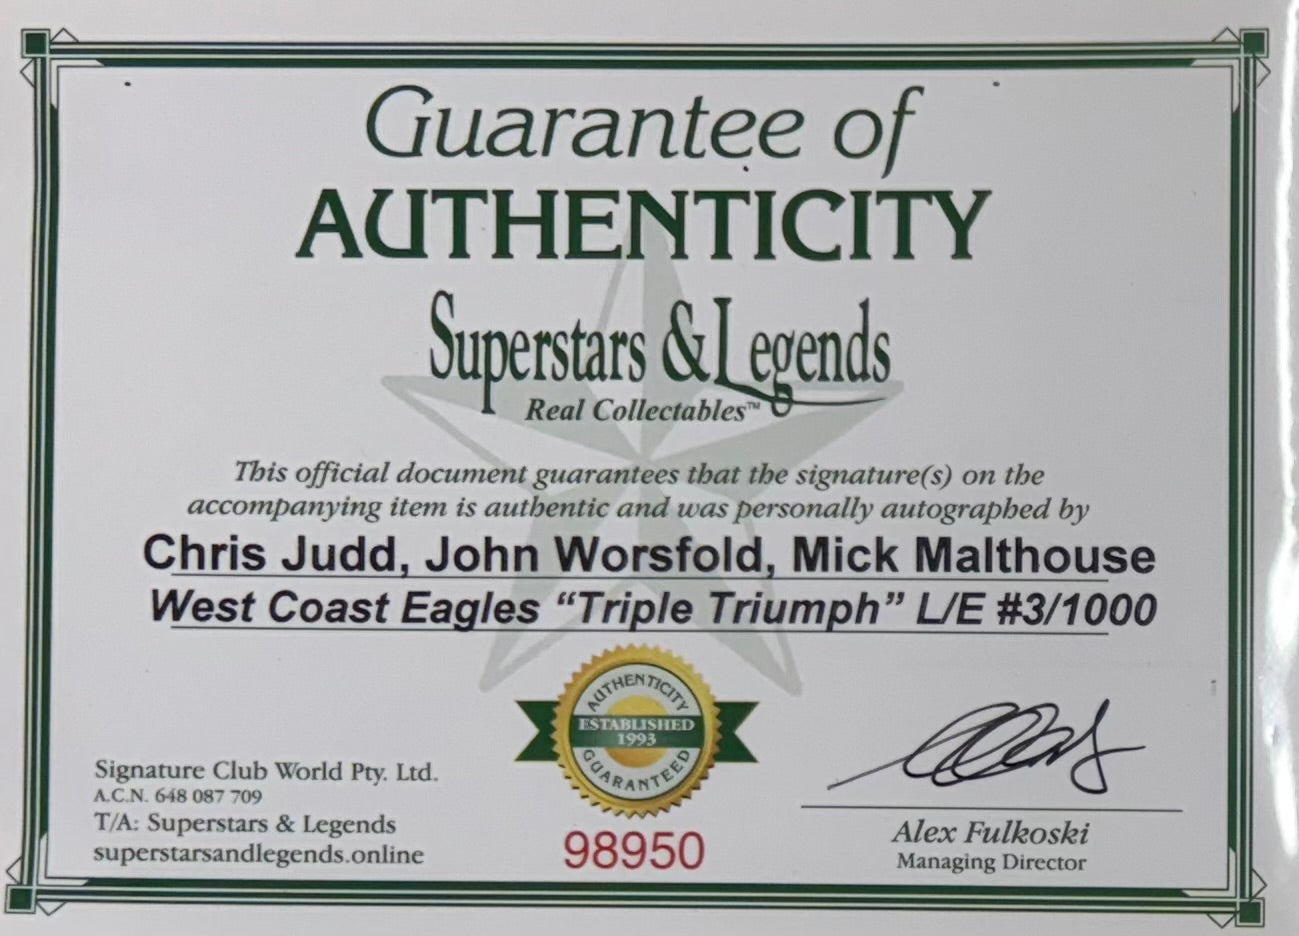 Guarantee of
AUTHENTICITY
Superstars & Legends
Real Collectables™
This official document guarantees that the signature(s) on the
accompanying item is authentic and was personally autographed by
Chris Judd, John Worsfold, Mick Malthouse
West Coast Eagles “Triple Triumph” L/E #3/1000
AUTHENTICITY
ESTABLISHED
1993
GUARANTEED
98950
Signature Club World Pty. Ltd.
A.C.N. 648 087 709
T/A: Superstars & Legends
superstarsandlegends.online
Alex Fulkoski
Managing Director